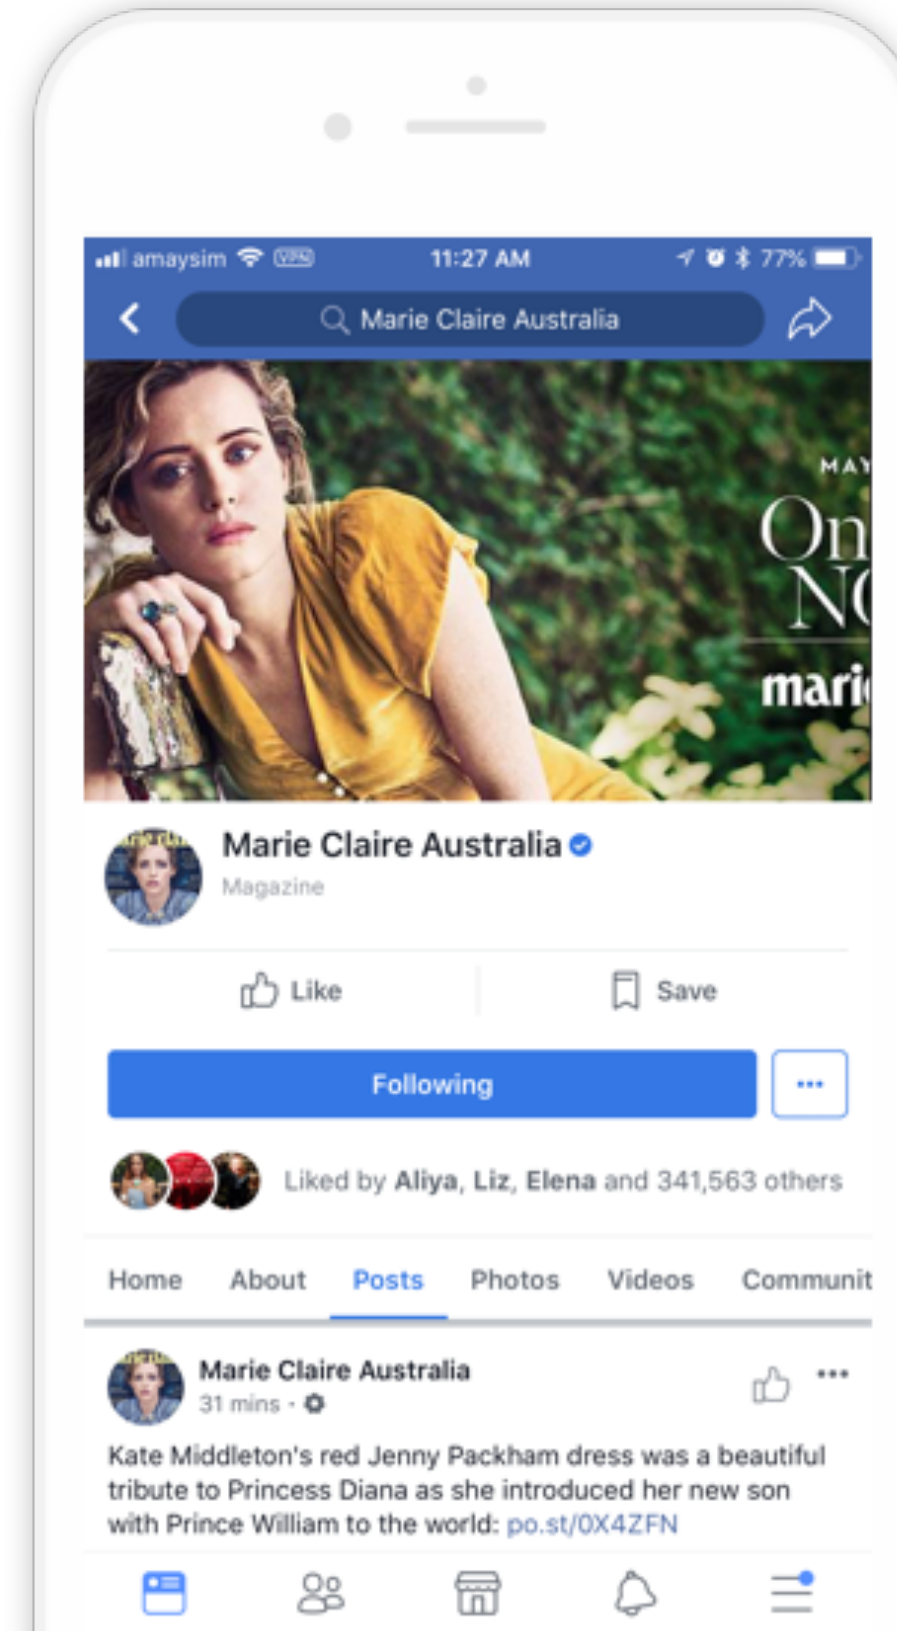 amaysim VPN 11:27 AM 77%
Marie Claire Australia
MAY
On
NO
marie
Marie Claire Australia
Magazine
Like Save
Following
Liked by Aliya, Liz, Elena and 341,563 others
Home About Posts Photos Videos Communit
Marie Claire Australia
31 mins ·
Kate Middleton's red Jenny Packham dress was a beautiful
tribute to Princess Diana as she introduced her new son
with Prince William to the world: po.st/0X4ZFN